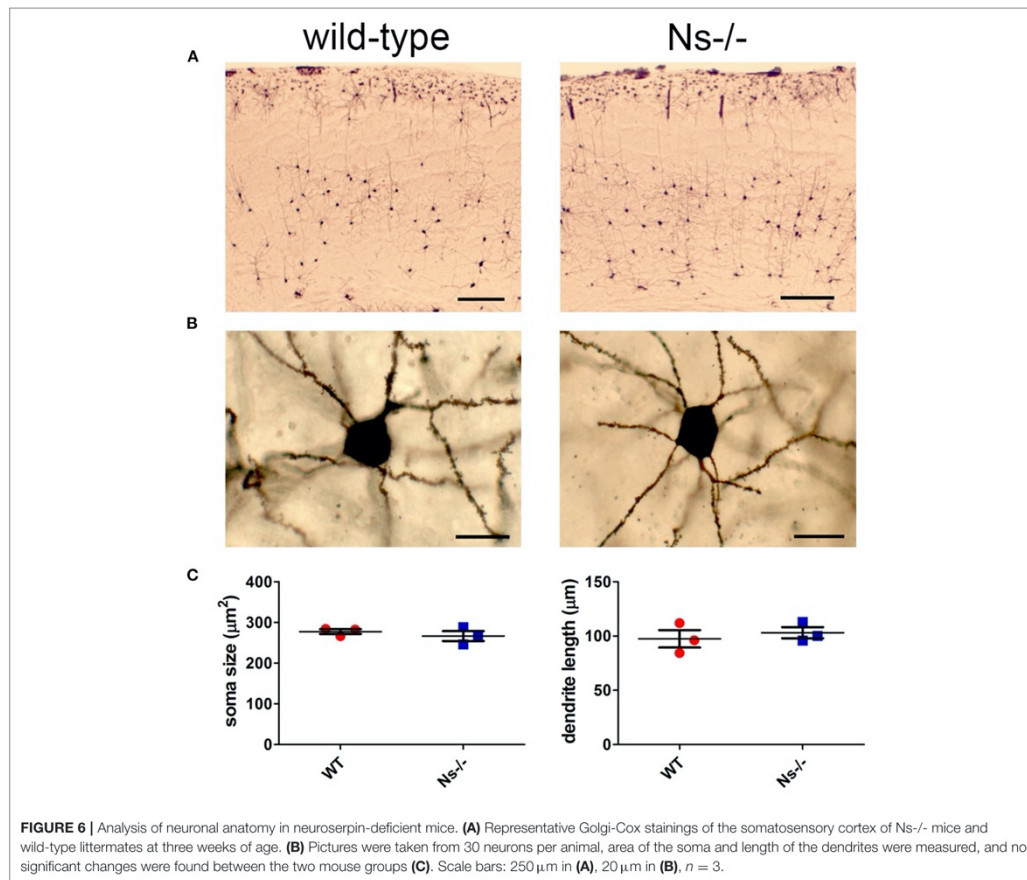 wild-type Ns-/-
A
B
C
soma size (μm²)
400
300
200
100
0
WT Ns-/-
dendrite length (μm)
150
100
50
0
WT Ns-/-
FIGURE 6 | Analysis of neuronal anatomy in neuroserpin-deficient mice. (A) Representative Golgi-Cox stainings of the somatosensory cortex of Ns-/- mice and
wild-type littermates at three weeks of age. (B) Pictures were taken from 30 neurons per animal, area of the soma and length of the dendrites were measured, and no
significant changes were found between the two mouse groups (C). Scale bars: 250 μm in (A), 20 μm in (B), n = 3.